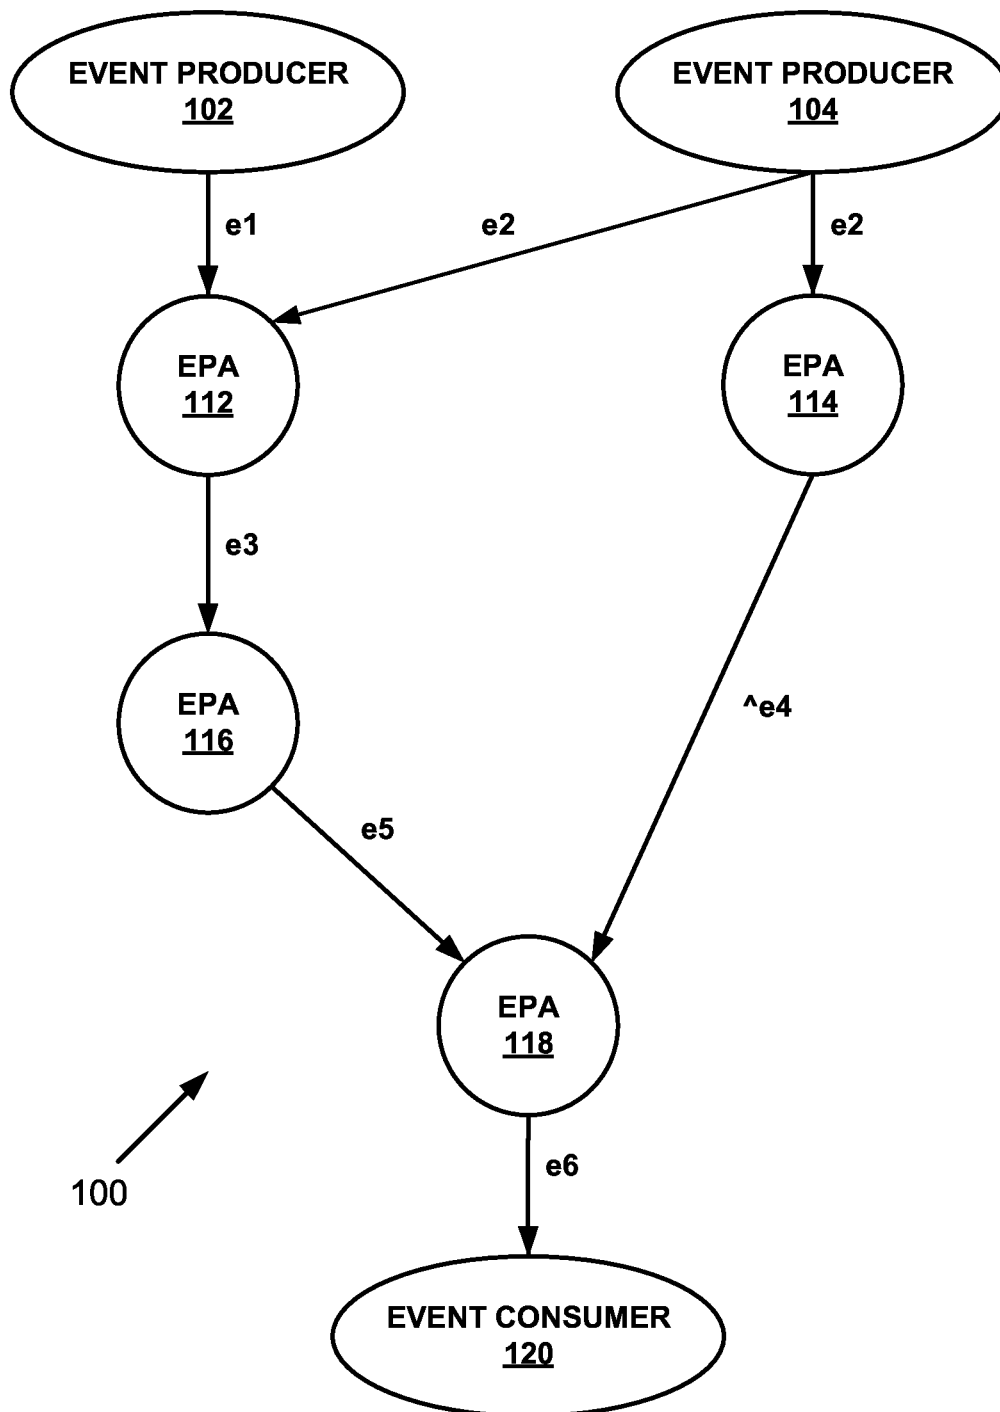 EVENT PRODUCER
102
EVENT PRODUCER
104
e1
e2
e2
EPA
112
EPA
114
e3
EPA
116
^e4
e5
EPA
118
100
e6
EVENT CONSUMER
120